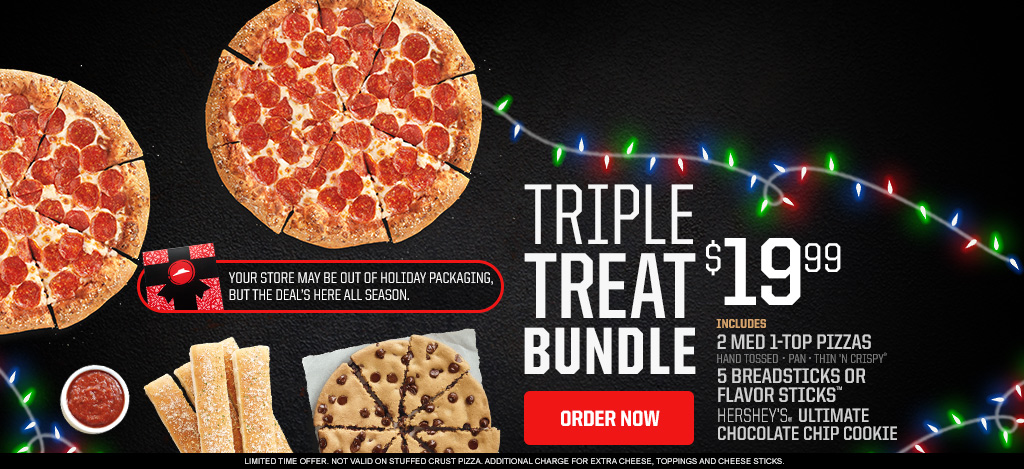 YOUR STORE MAY BE OUT OF HOLIDAY PACKAGING,
BUT THE DEAL'S HERE ALL SEASON.
TRIPLE
TREAT
BUNDLE
$19.99
ORDER NOW
INCLUDES
2 MED 1-TOP PIZZAS
HAND TOSSED • PAN • THIN 'N CRISPY®
5 BREADSTICKS OR
FLAVOR STICKS™
HERSHEY'S® ULTIMATE
CHOCOLATE CHIP COOKIE
LIMITED TIME OFFER. NOT VALID ON STUFFED CRUST PIZZA. ADDITIONAL CHARGE FOR EXTRA CHEESE, TOPPINGS AND CHEESE STICKS.